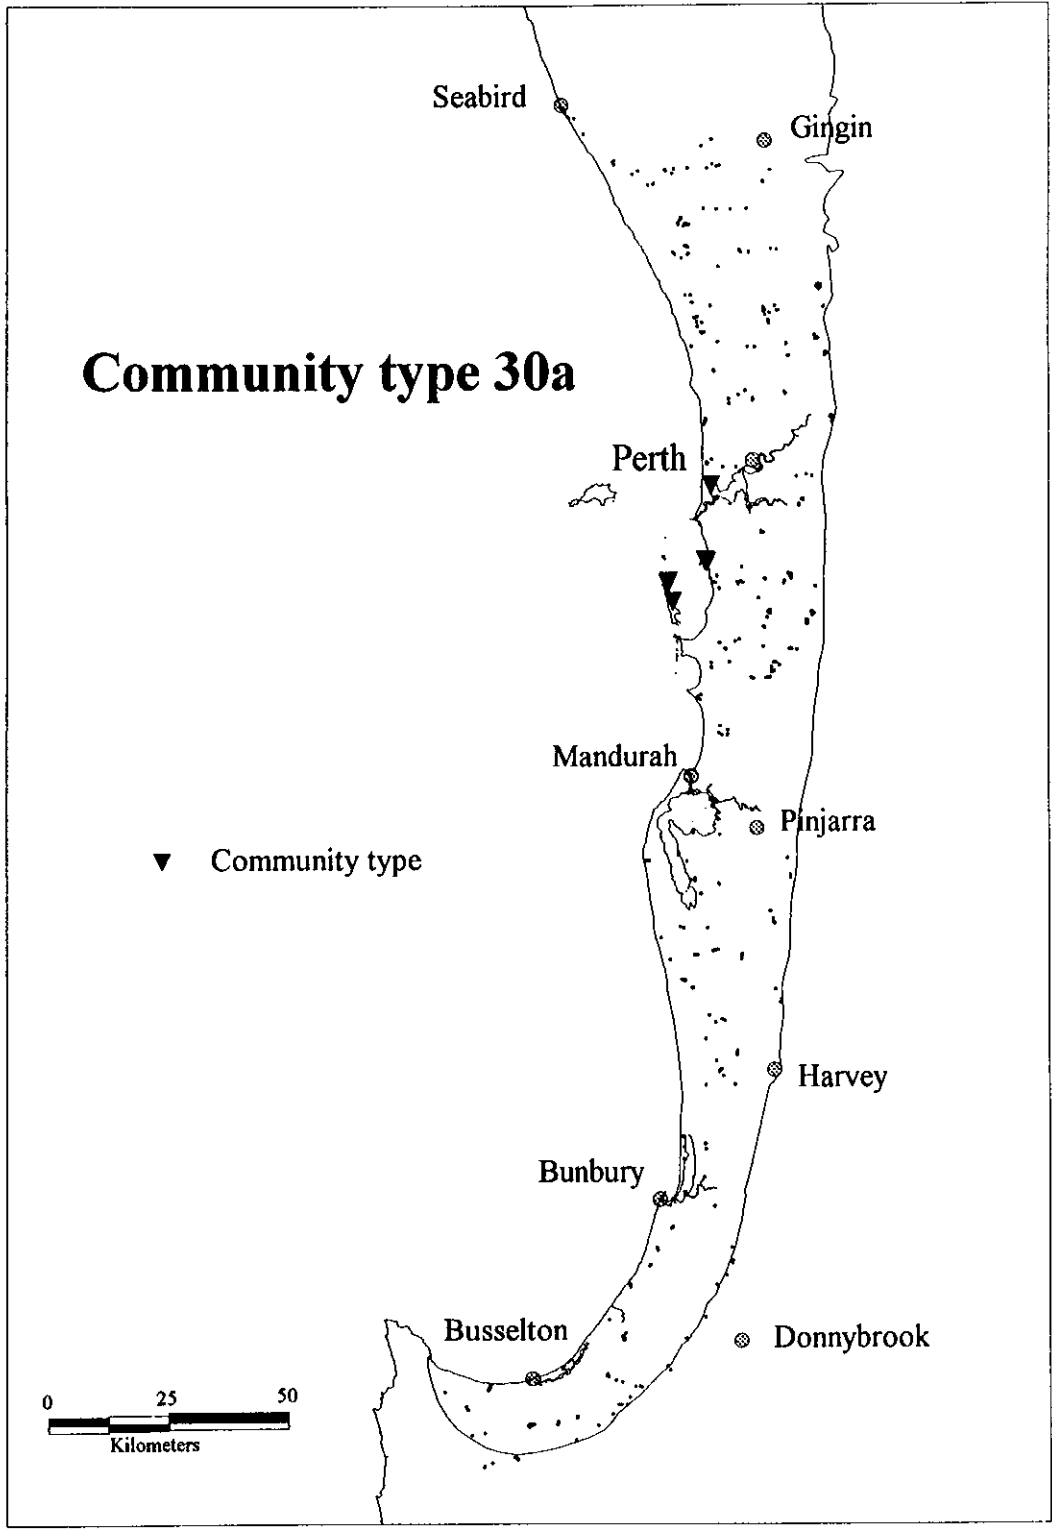 Seabird
Gingin
Community type 30a
Perth
Mandurah
Pinjarra
Community type
Harvey
Bunbury
Busselton
Donnybrook
0 25 50
Kilometers